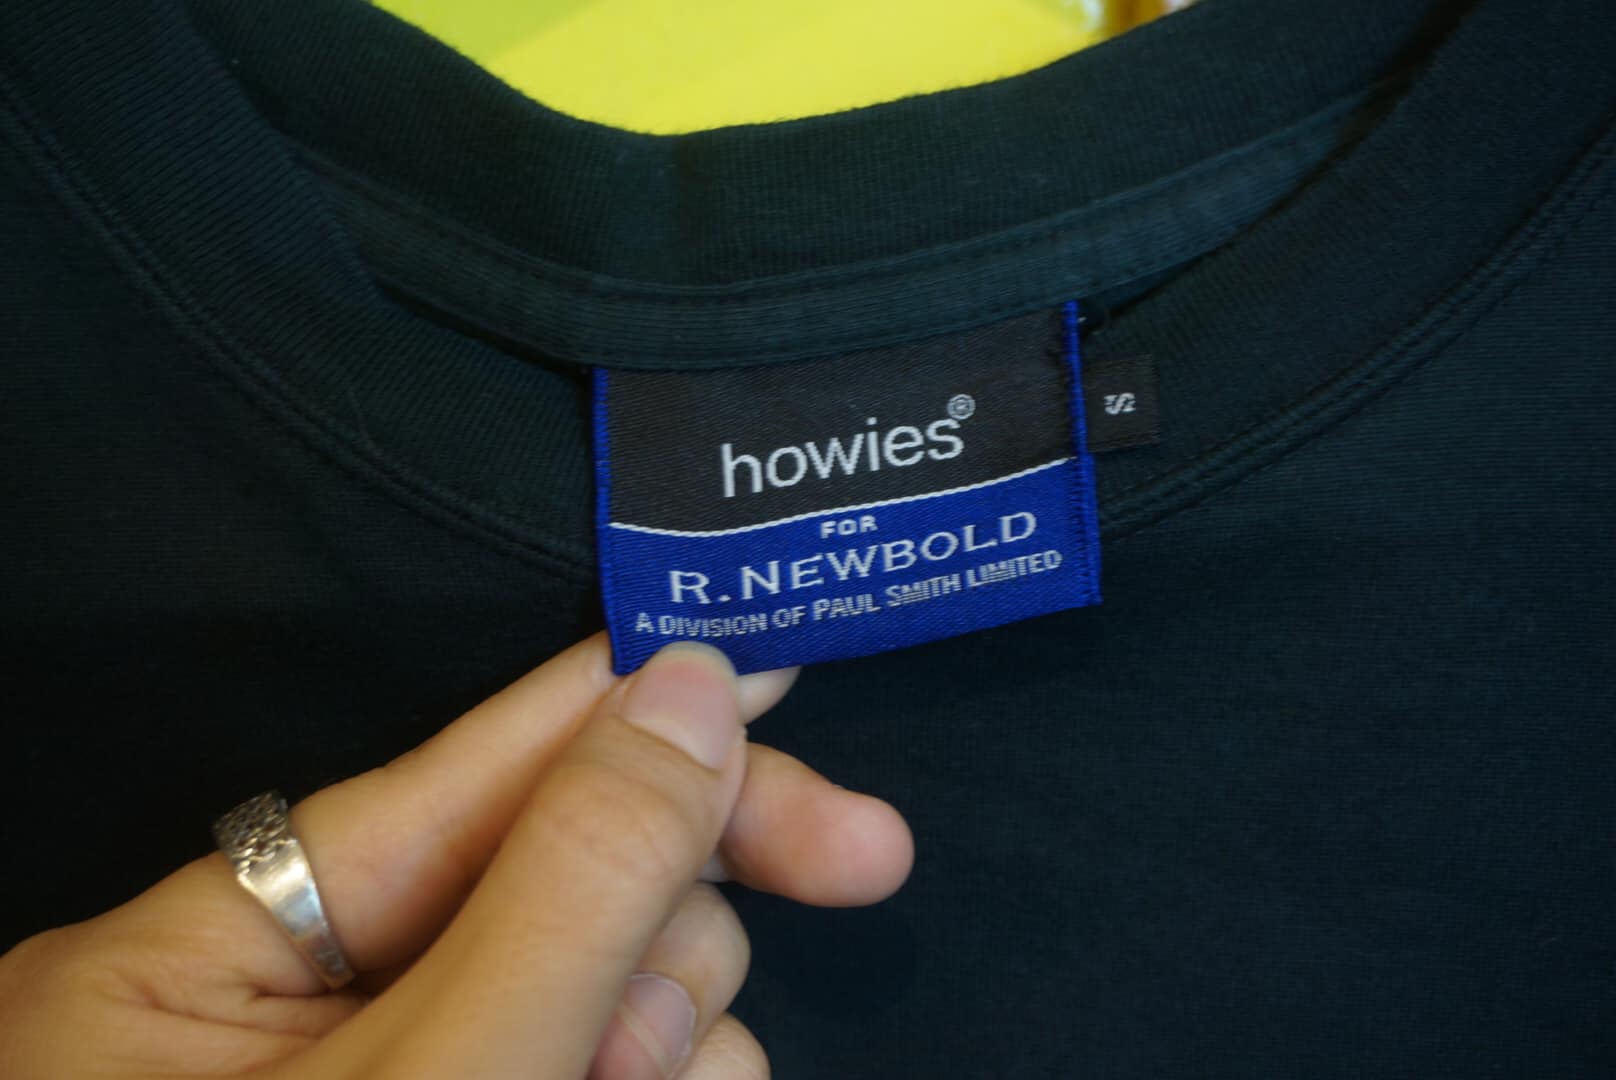 howies®
FOR
R. NEWBOLD
A DIVISION OF PAUL SMITH LIMITED
S